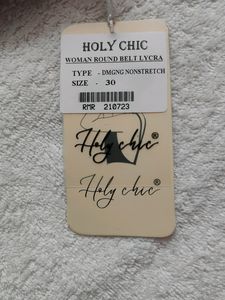 HOLY CHIC
WOMAN ROUND BELT LYCRA
TYPE - DMGNG NONSTRETCH
SIZE - 30
RMR 210723
Holy chic®
Holy chic®